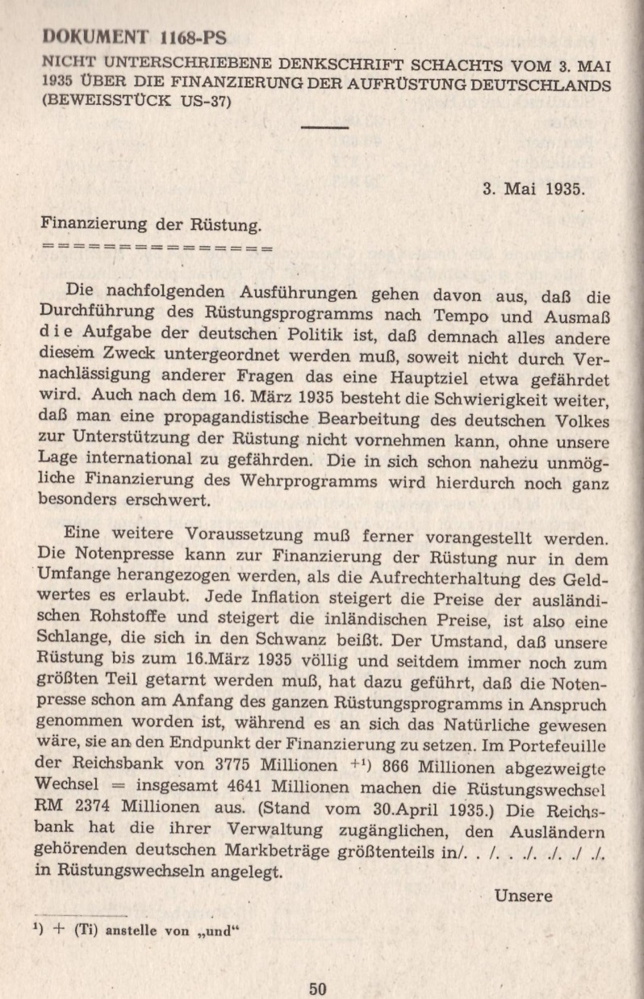 DOKUMENT 1168-PS
NICHT UNTERSCHRIEBENE DENKSCHRIFT SCHACHTS VOM 3. MAI
1935 ÜBER DIE FINANZIERUNG DER AUFRÜSTUNG DEUTSCHLANDS
(BEWEISSTÜCK US-37)
3. Mai 1935.
Finanzierung der Rüstung.
===============
Die nachfolgenden Ausführungen gehen davon aus, daß die
Durchführung des Rüstungsprogramms nach Tempo und Ausmaß
d i e Aufgabe der deutschen Politik ist, daß demnach alles andere
diesem Zweck untergeordnet werden muß, soweit nicht durch Ver-
nachlässigung anderer Fragen das eine Hauptziel etwa gefährdet
wird. Auch nach dem 16. März 1935 besteht die Schwierigkeit weiter,
daß man eine propagandistische Bearbeitung des deutschen Volkes
zur Unterstützung der Rüstung nicht vornehmen kann, ohne unsere
Lage international zu gefährden. Die in sich schon nahezu unmög-
liche Finanzierung des Wehrprogramms wird hierdurch noch ganz
besonders erschwert.
Eine weitere Voraussetzung muß ferner vorangestellt werden.
Die Notenpresse kann zur Finanzierung der Rüstung nur in dem
Umfange herangezogen werden, als die Aufrechterhaltung des Geld-
wertes es erlaubt. Jede Inflation steigert die Preise der ausländi-
schen Rohstoffe und steigert die inländischen Preise, ist also eine
Schlange, die sich in den Schwanz beißt. Der Umstand, daß unsere
Rüstung bis zum 16.März 1935 völlig und seitdem immer noch zum
größten Teil getarnt werden muß, hat dazu geführt, daß die Noten-
presse schon am Anfang des ganzen Rüstungsprogramms in Anspruch
genommen worden ist, während es an sich das Natürliche gewesen
wäre, sie an den Endpunkt der Finanzierung zu setzen. Im Portefeuille
der Reichsbank von 3775 Millionen +¹) 866 Millionen abgezweigte
Wechsel = insgesamt 4641 Millionen machen die Rüstungswechsel
RM 2374 Millionen aus. (Stand vom 30.April 1935.) Die Reichs-
bank hat die ihrer Verwaltung zugänglichen, den Ausländern
gehörenden deutschen Markbeträge größtenteils in/. . /. . ./. ./. ./ ./.
in Rüstungswechseln angelegt.
Unsere
¹) + (Ti) anstelle von „und“
50